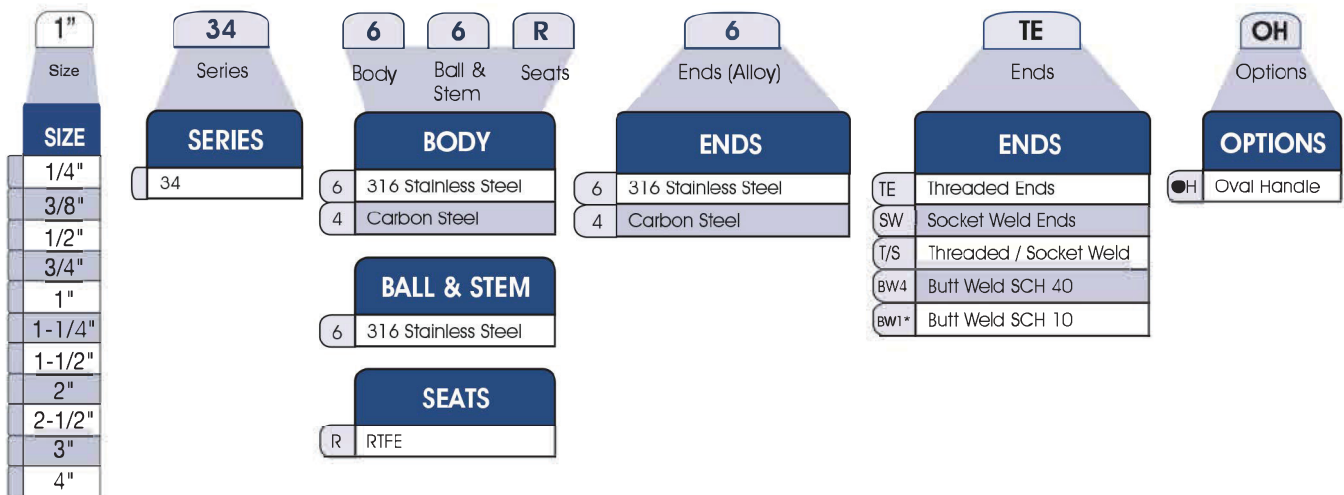 1" 34 6 6 R 6 TE OH
Size Series Body Ball & Stem Seats Ends (Alloy) Ends Options
SIZE
1/4"
3/8"
1/2"
3/4"
1"
1-1/4"
1-1/2"
2"
2-1/2"
3"
4"
SERIES
34
BODY
6 316 Stainless Steel
4 Carbon Steel
BALL & STEM
6 316 Stainless Steel
SEATS
R RTFE
ENDS
6 316 Stainless Steel
4 Carbon Steel
ENDS
TE Threaded Ends
SW Socket Weld Ends
T/S Threaded / Socket Weld
BW4 Butt Weld SCH 40
BW1* Butt Weld SCH 10
OPTIONS
OH Oval Handle